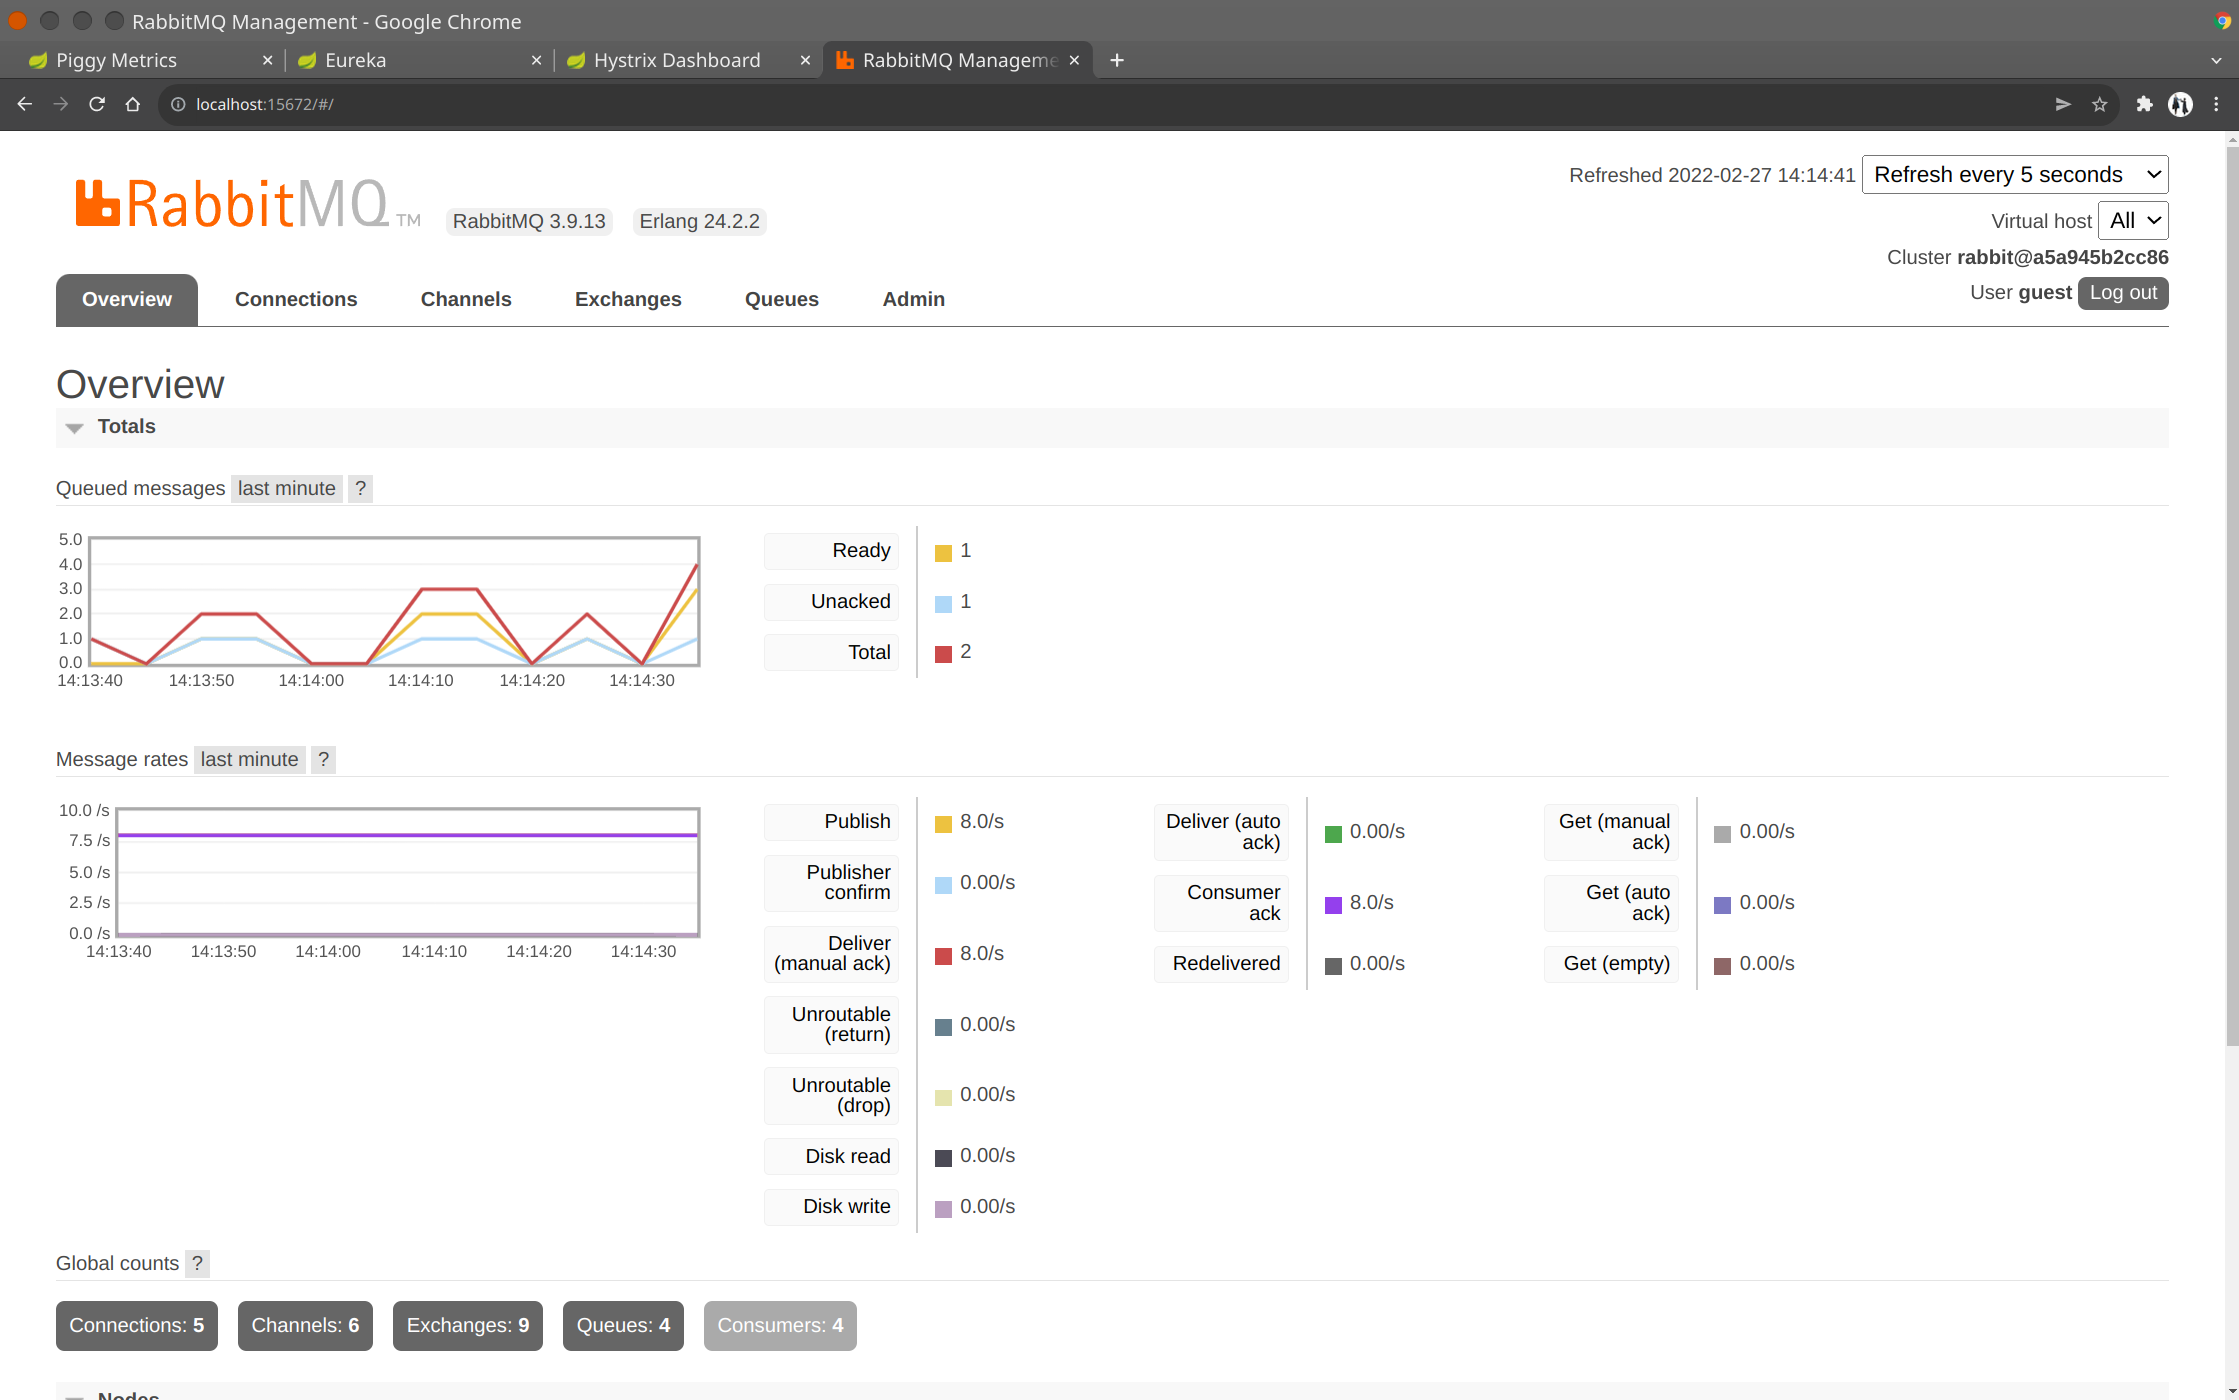 RabbitMQ Management - Google Chrome
Piggy Metrics
Eureka
Hystrix Dashboard
RabbitMQ Manageme
localhost:15672/#/
RabbitMQ TM
RabbitMQ 3.9.13
Erlang 24.2.2
Refreshed 2022-02-27 14:14:41
Refresh every 5 seconds
Virtual host All
Cluster rabbit@a5a945b2cc86
User guest Log out
Overview
Connections
Channels
Exchanges
Queues
Admin
Overview
Totals
Queued messages last minute ?
5.0
4.0
3.0
2.0
1.0
0.0
14:13:40 14:13:50 14:14:00 14:14:10 14:14:20 14:14:30
Ready 1
Unacked 1
Total 2
Message rates last minute ?
10.0 /s
7.5 /s
5.0 /s
2.5 /s
0.0 /s
14:13:40 14:13:50 14:14:00 14:14:10 14:14:20 14:14:30
Publish 8.0/s
Publisher
confirm 0.00/s
Deliver
(manual ack) 8.0/s
Unroutable
(return) 0.00/s
Unroutable
(drop) 0.00/s
Disk read 0.00/s
Disk write 0.00/s
Deliver (auto
ack) 0.00/s
Consumer
ack 8.0/s
Redelivered 0.00/s
Get (manual
ack) 0.00/s
Get (auto
ack) 0.00/s
Get (empty) 0.00/s
Global counts ?
Connections: 5
Channels: 6
Exchanges: 9
Queues: 4
Consumers: 4
Nodes